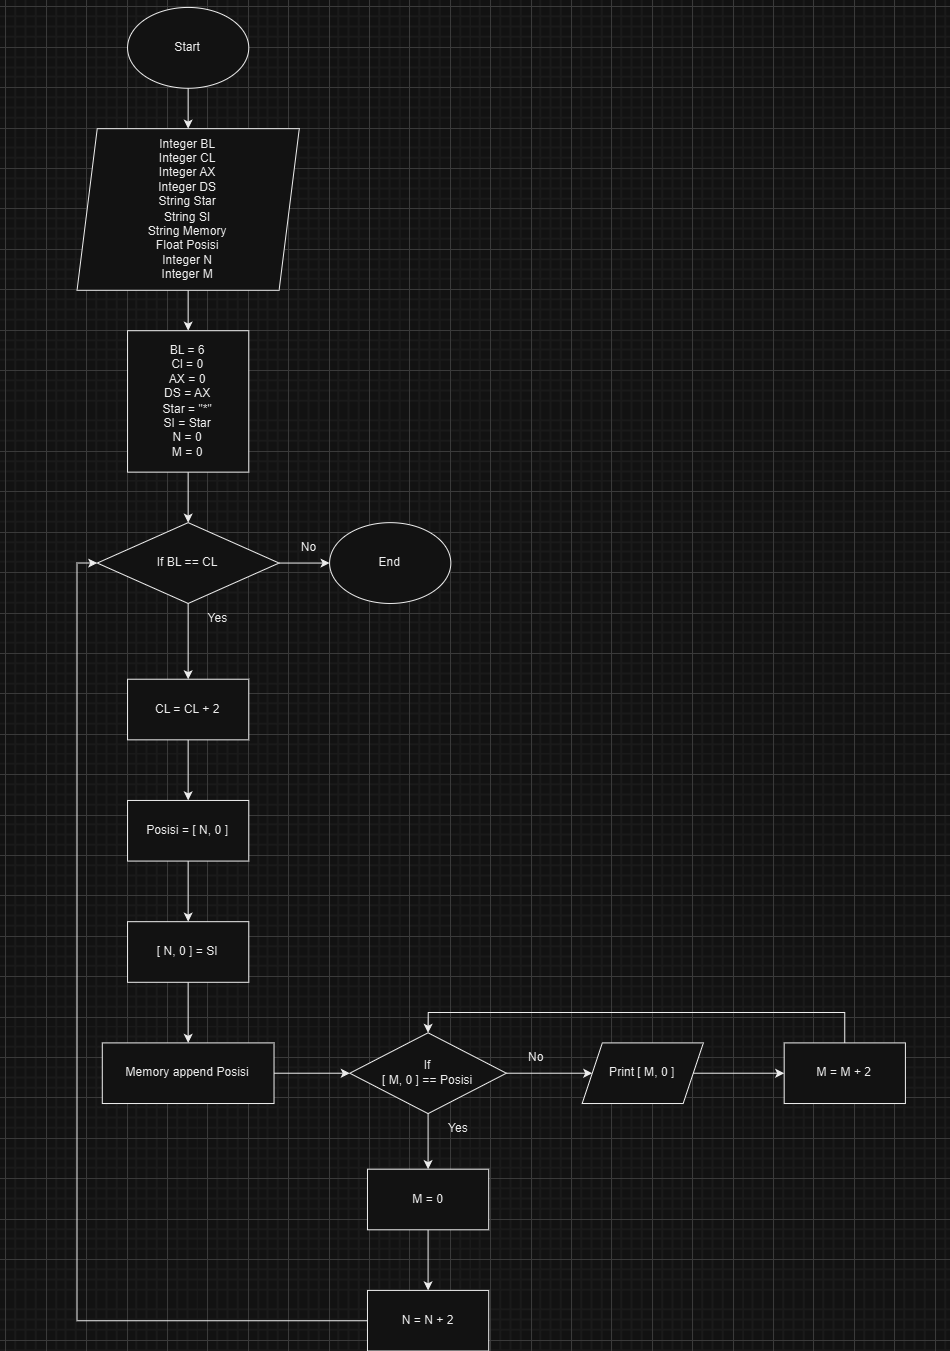 Start
Integer BL
Integer CL
Integer AX
Integer DS
String Star
String SI
String Memory
Float Posisi
Integer N
Integer M
BL = 6
Cl = 0
AX = 0
DS = AX
Star = "*"
SI = Star
N = 0
M = 0
If BL == CL
No
End
Yes
CL = CL + 2
Posisi = [ N, 0 ]
[ N, 0 ] = SI
Memory append Posisi
If
[ M, 0 ] == Posisi
No
Print [ M, 0 ]
M = M + 2
Yes
M = 0
N = N + 2